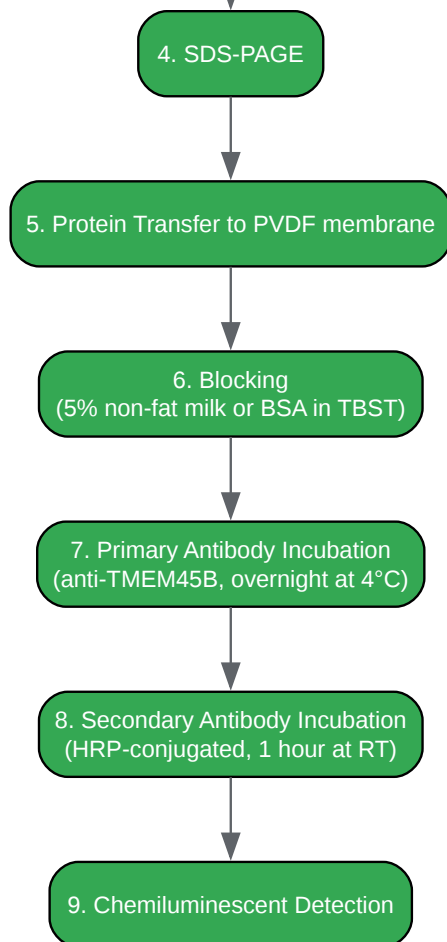 4. SDS-PAGE
5. Protein Transfer to PVDF membrane
6. Blocking
(5% non-fat milk or BSA in TBST)
7. Primary Antibody Incubation
(anti-TMEM45B, overnight at 4°C)
8. Secondary Antibody Incubation
(HRP-conjugated, 1 hour at RT)
9. Chemiluminescent Detection